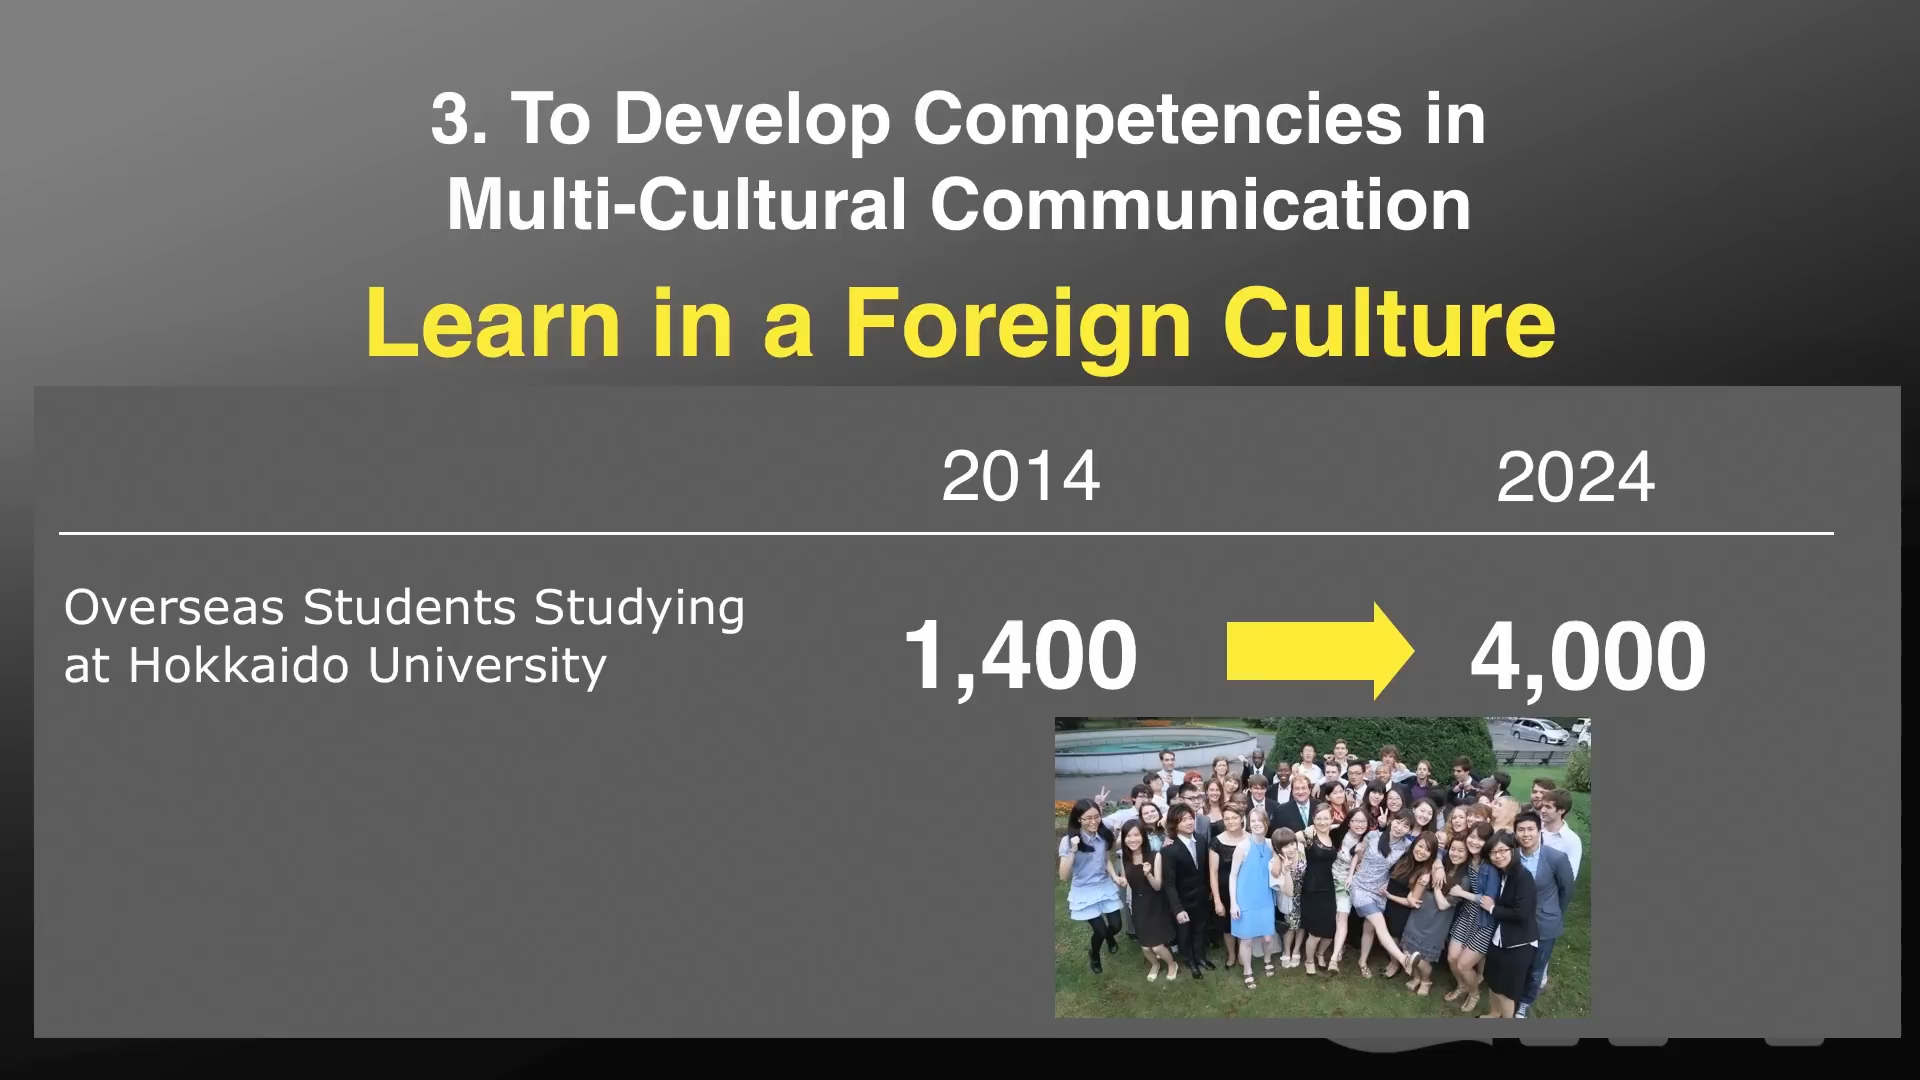 3. To Develop Competencies in
Multi-Cultural Communication
Learn in a Foreign Culture
2014 2024
Overseas Students Studying
at Hokkaido University
1,400 4,000